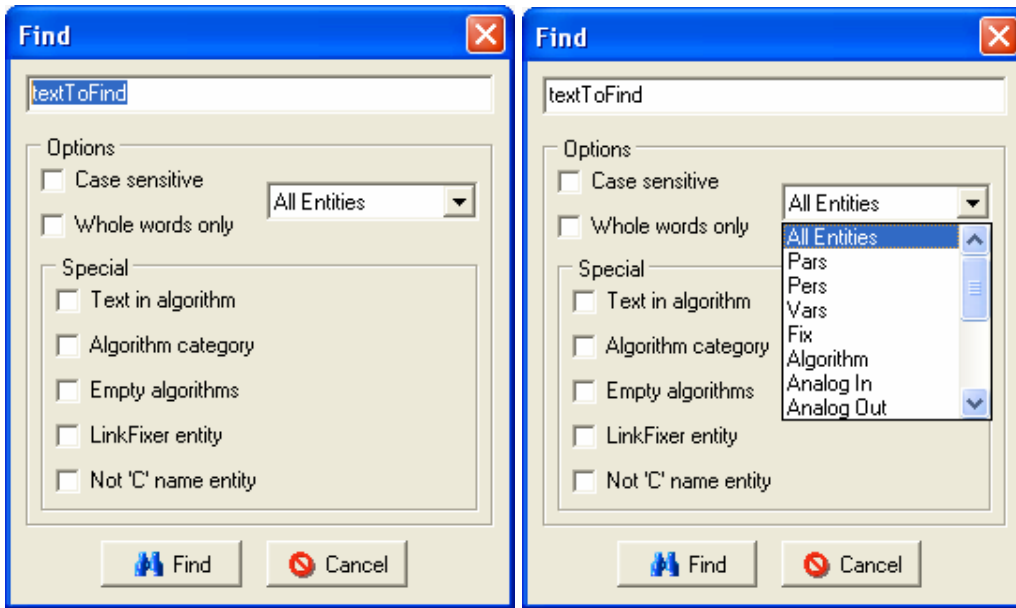 Find
textToFind
Options
Case sensitive
All Entities
Whole words only
Special
Text in algorithm
Algorithm category
Empty algorithms
LinkFixer entity
Not 'C' name entity
Find
Cancel
Find
textToFind
Options
Case sensitive
All Entities
Whole words only
All Entities
Pars
Pers
Vars
Fix
Algorithm
Analog In
Analog Out
Special
Text in algorithm
Algorithm category
Empty algorithms
LinkFixer entity
Not 'C' name entity
Find
Cancel